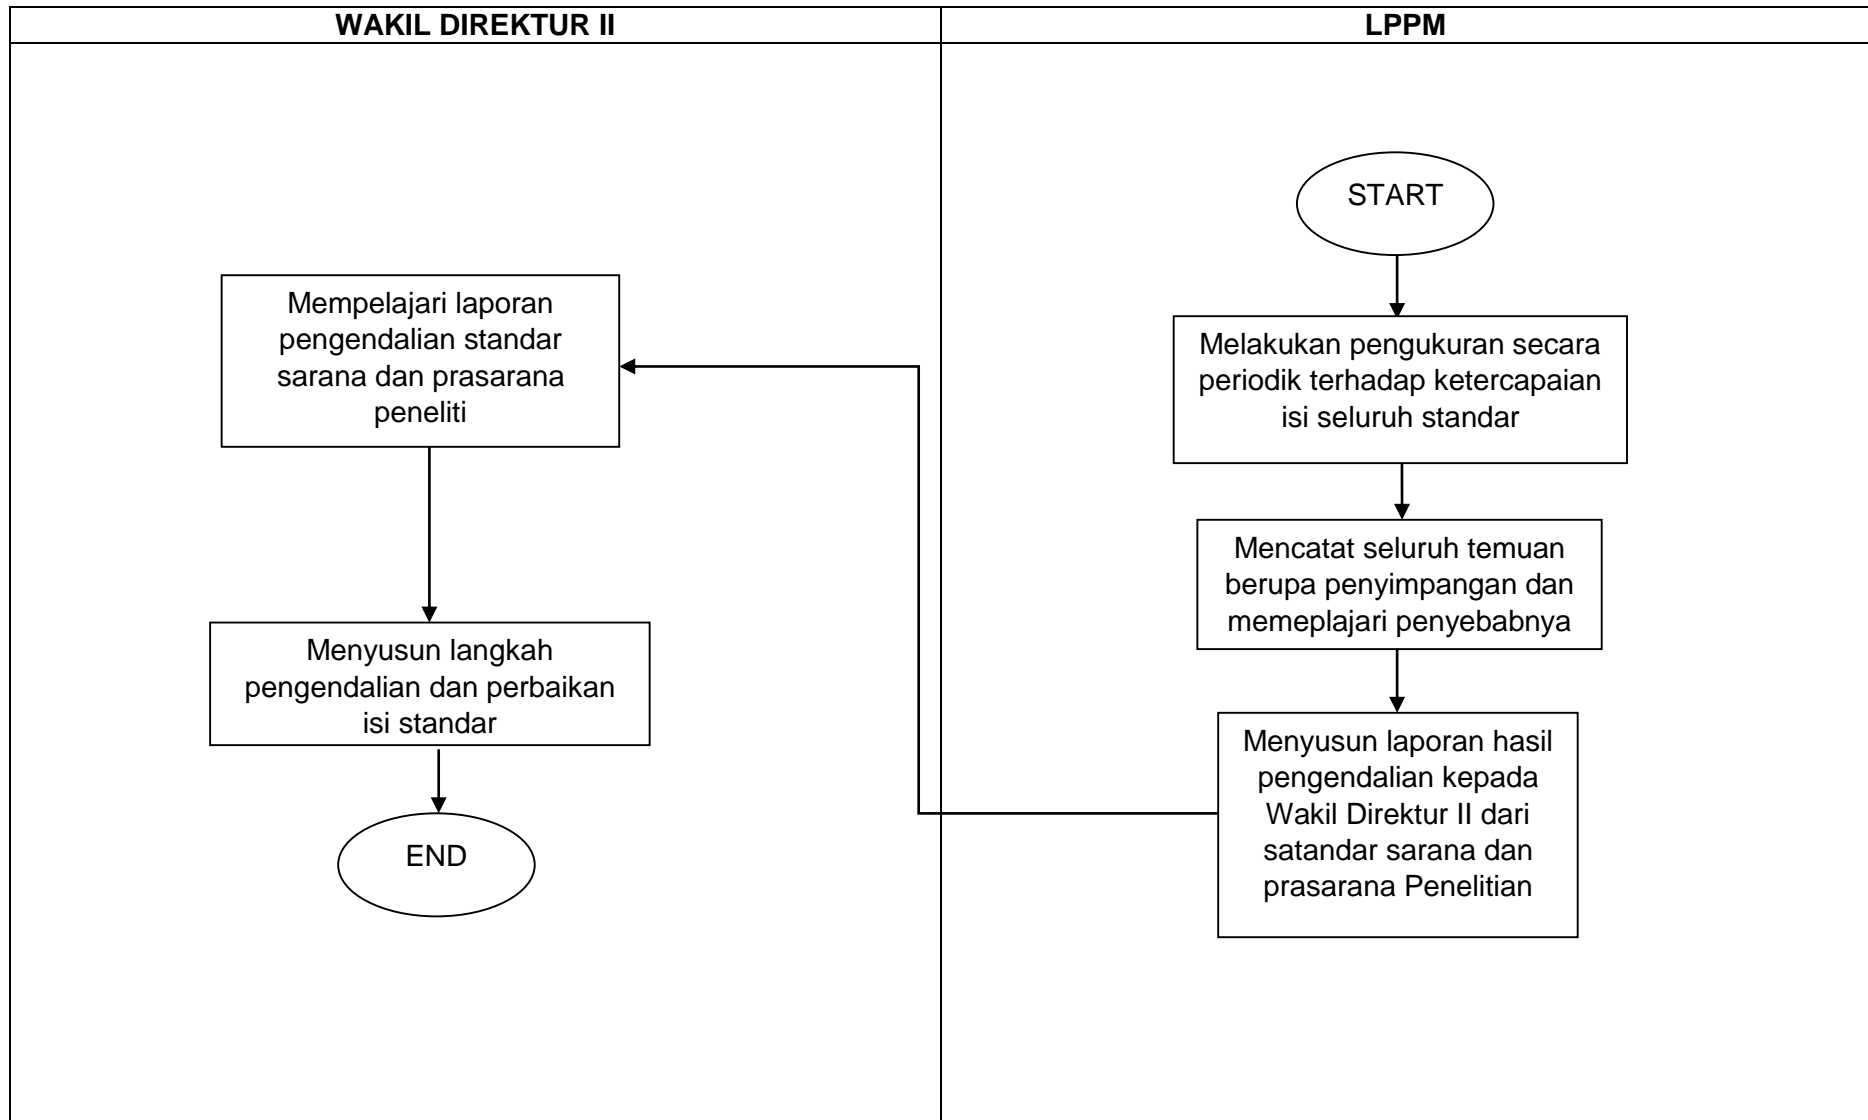 WAKIL DIREKTUR II
LPPM
START
Melakukan pengukuran secara
periodik terhadap ketercapaian
isi seluruh standar
Mencatat seluruh temuan
berupa penyimpangan dan
memeplajari penyebabnya
Menyusun laporan hasil
pengendalian kepada
Wakil Direktur II dari
satandar sarana dan
prasarana Penelitian
Mempelajari laporan
pengendalian standar
sarana dan prasarana
peneliti
Menyusun langkah
pengendalian dan perbaikan
isi standar
END